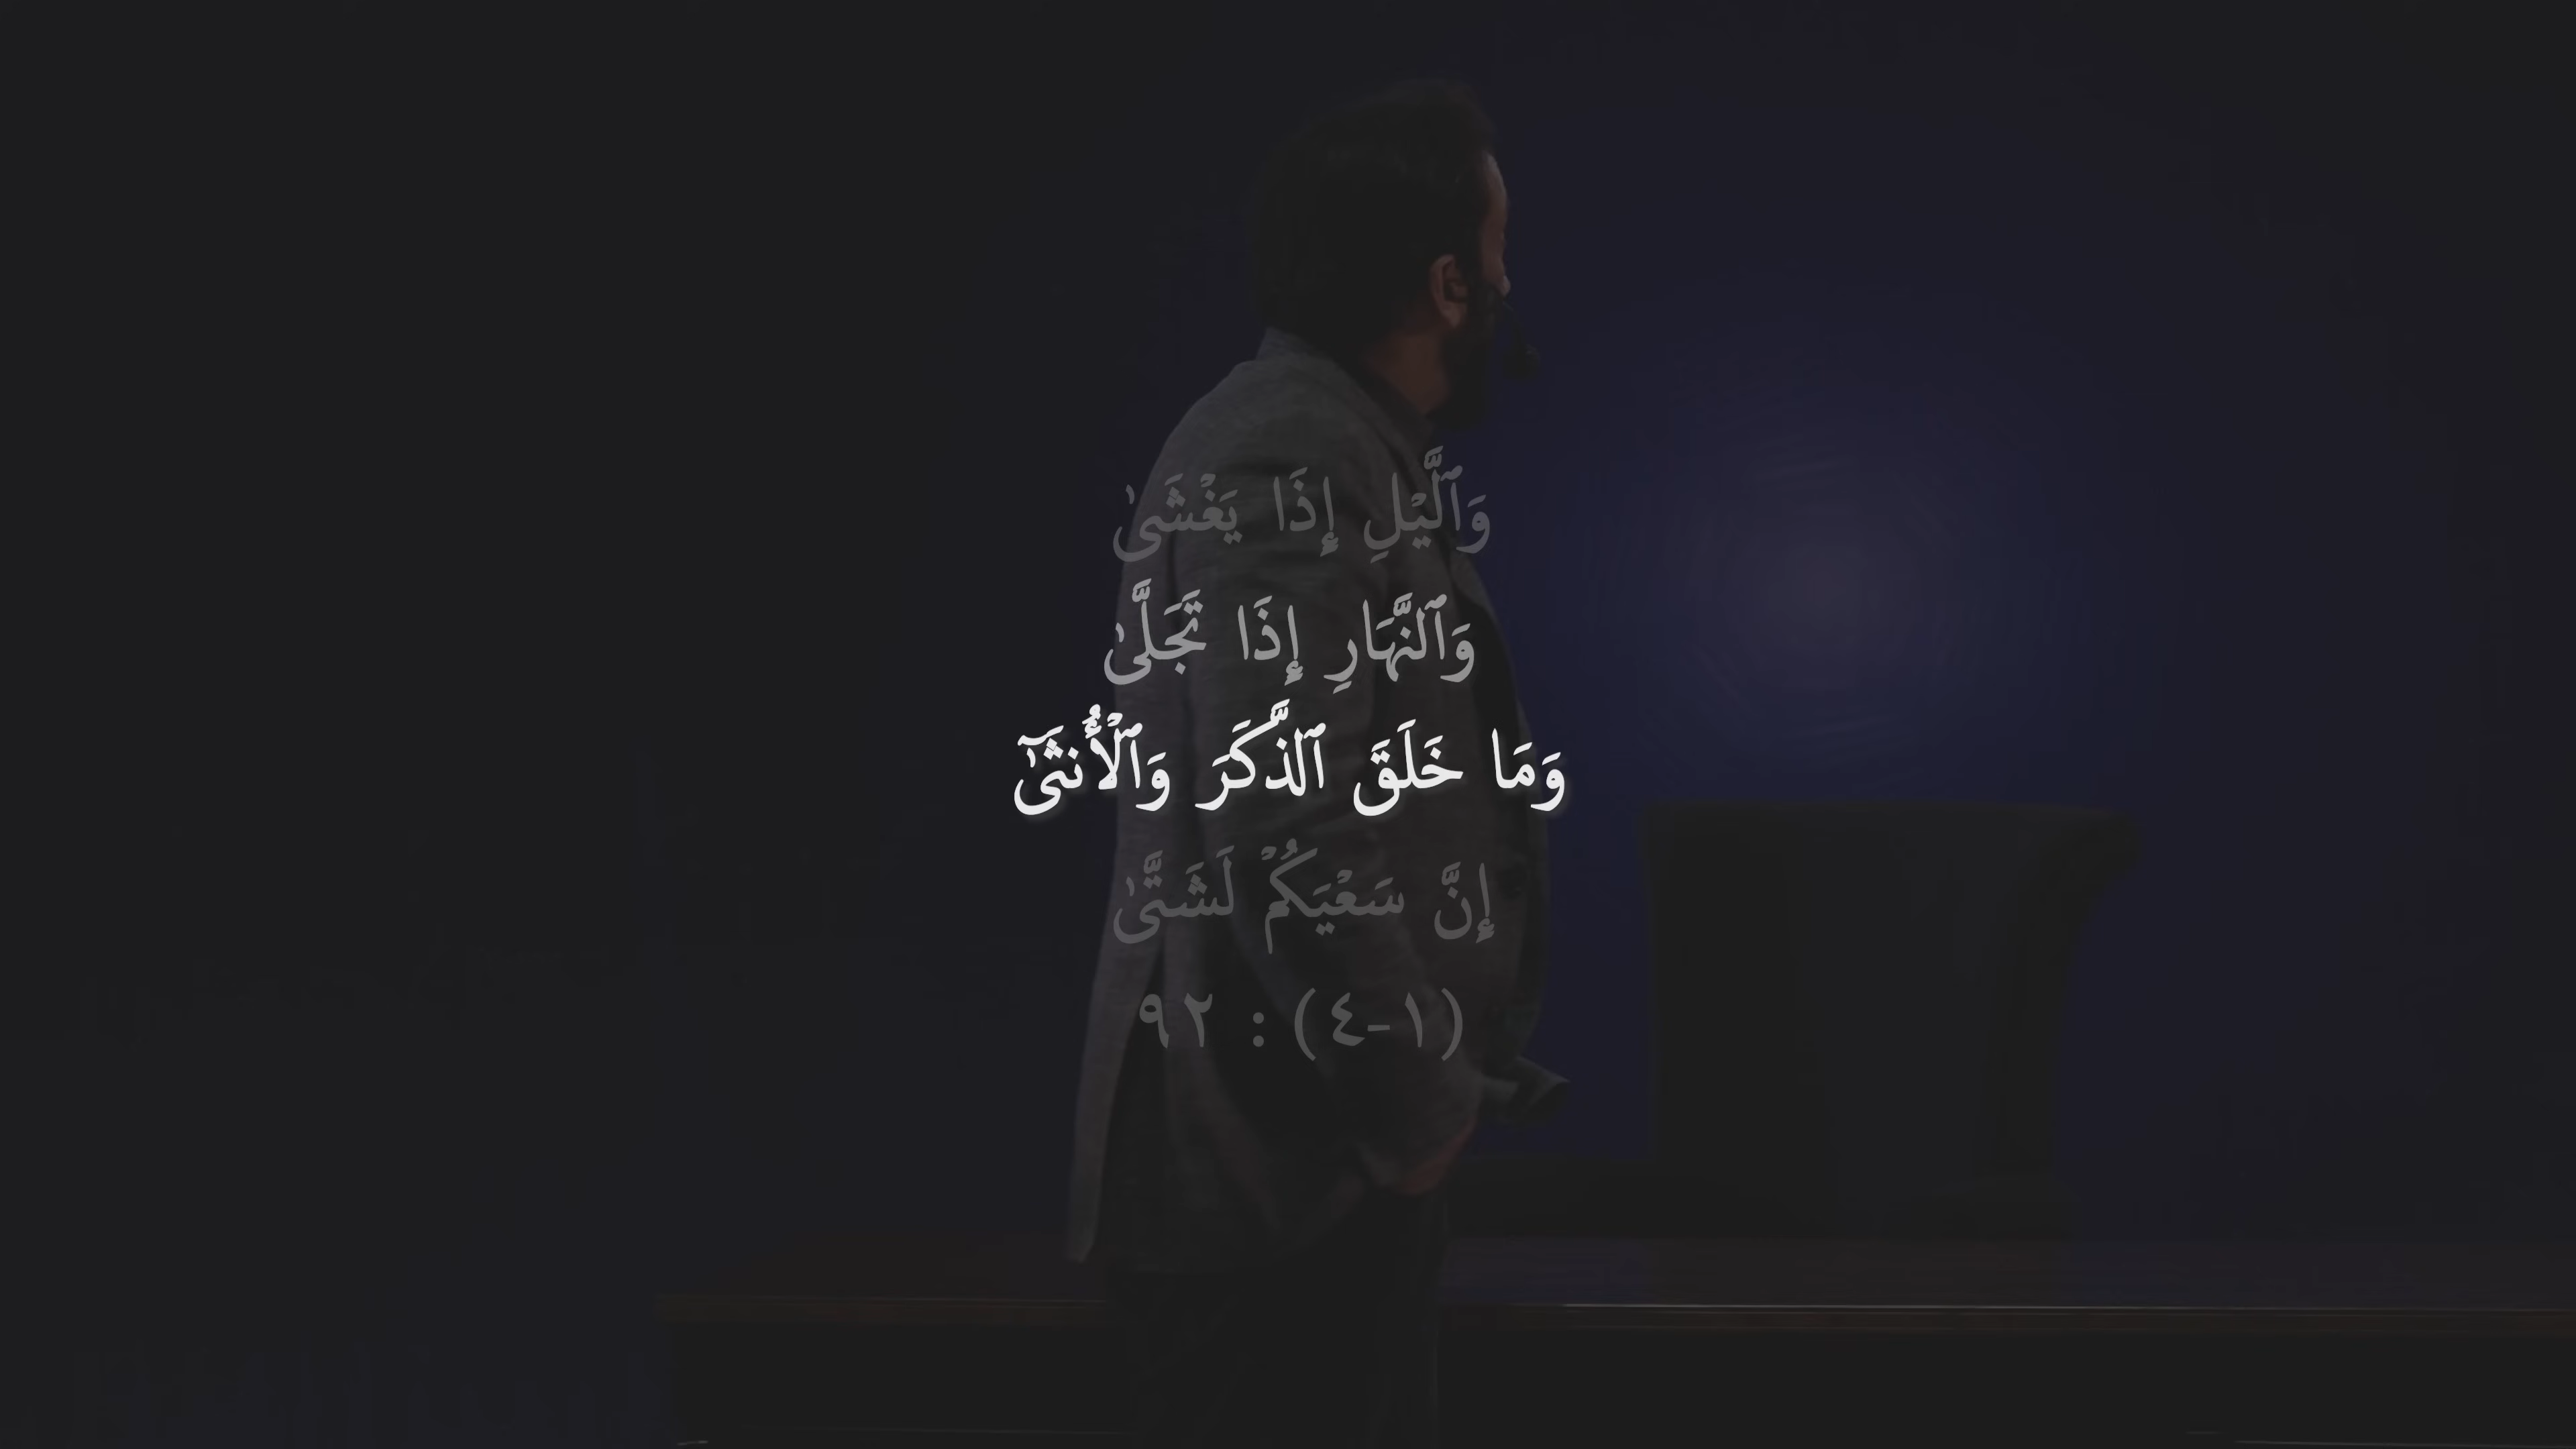 وَٱلَّيْلِ إِذَا يَغْشَىٰ
وَٱلنَّهَارِ إِذَا تَجَلَّىٰ
وَمَا خَلَقَ ٱلذَّكَرَ وَٱلْأُنثَىٰٓ
إِنَّ سَعْيَكُمْ لَشَتَّىٰ
(١-٤) : ٩٢